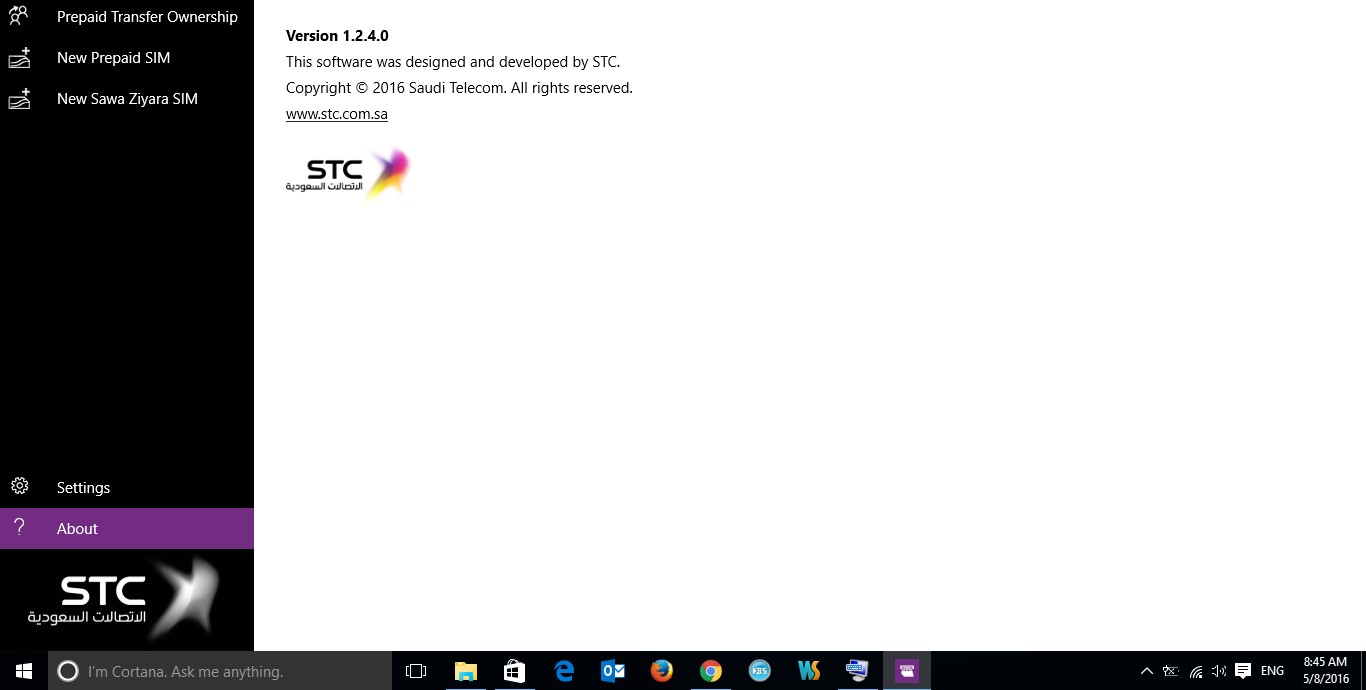 Prepaid Transfer Ownership
New Prepaid SIM
New Sawa Ziyara SIM
Version 1.2.4.0
This software was designed and developed by STC.
Copyright © 2016 Saudi Telecom. All rights reserved.
www.stc.com.sa
STC
الاتصالات السعودية
Settings
? About
STC
الاتصالات السعودية
I'm Cortana. Ask me anything.
ENG
8:45 AM
5/8/2016